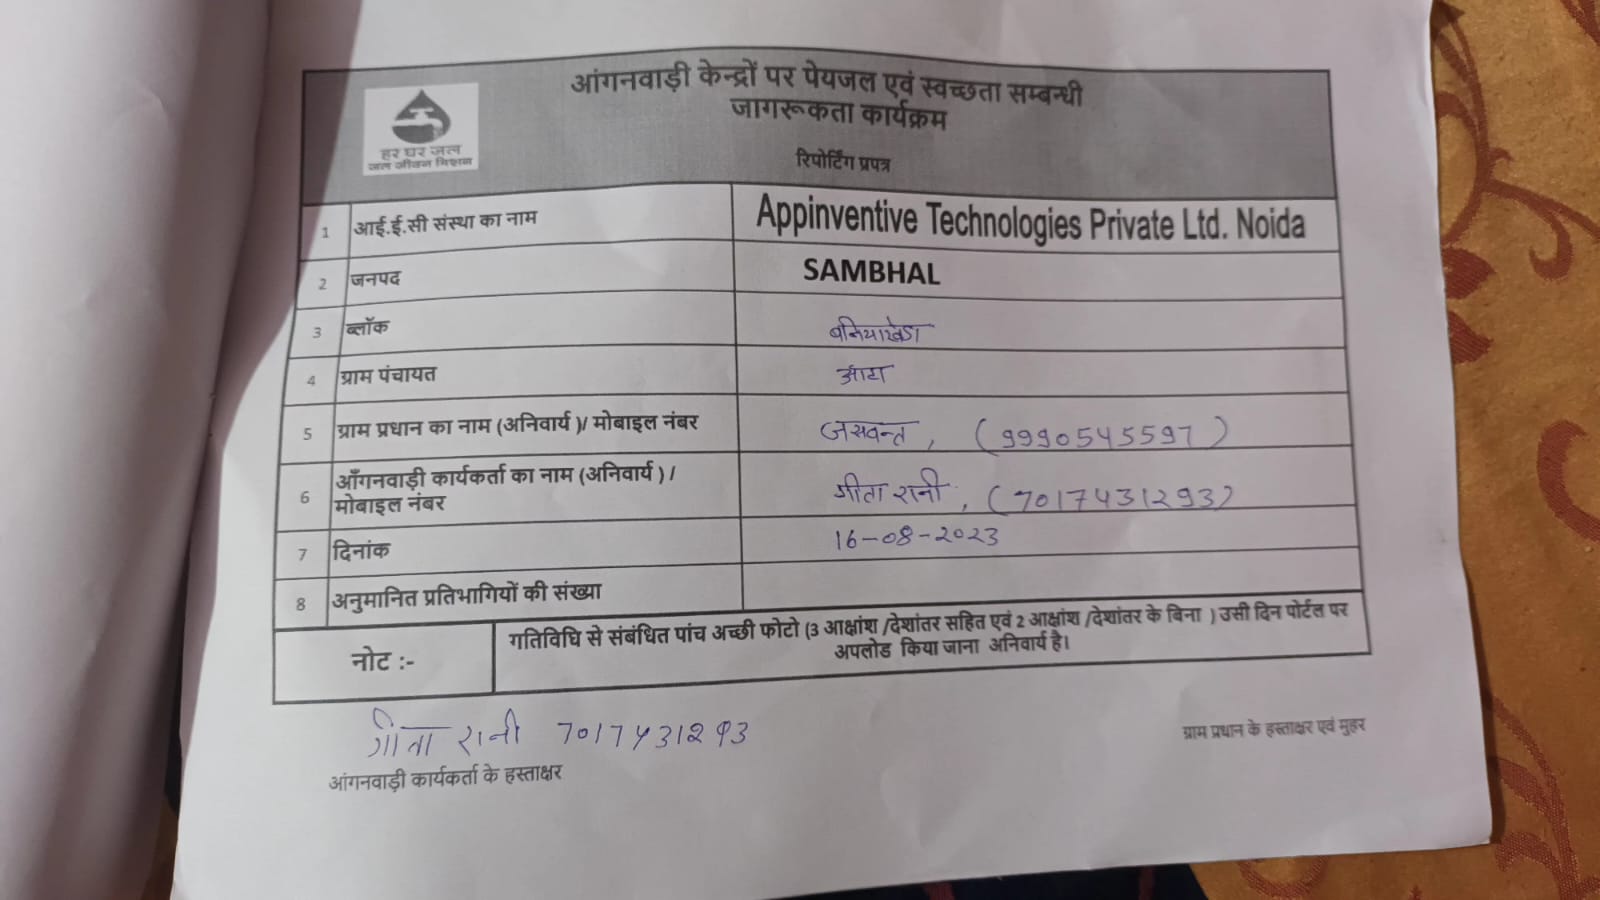 आंगनवाड़ी केन्द्रों पर पेयजल एवं स्वच्छता सम्बन्धी
जागरूकता कार्यक्रम
रिपोर्टिंग प्रपत्र
हर घर जल
जल जीवन मिशन
1 आई.ई.सी संस्था का नाम Appinventive Technologies Private Ltd. Noida
2 जनपद SAMBHAL
3 ब्लॉक बनियाखेडा
4 ग्राम पंचायत आटा
5 ग्राम प्रधान का नाम (अनिवार्य )/ मोबाइल नंबर जसवन्त, (9990545597)
6 आँगनवाड़ी कार्यकर्ता का नाम (अनिवार्य ) /
मोबाइल नंबर गीता रानी, (7017431293)
7 दिनांक 16-08-2023
8 अनुमानित प्रतिभागियों की संख्या
नोट :- गतिविधि से संबंधित पांच अच्छी फोटो (3 आक्षांश /देशांतर सहित एवं 2 आक्षांश /देशांतर के बिना ) उसी दिन पोर्टल पर
अपलोड किया जाना अनिवार्य है।
गीता रानी 7017431293
आंगनवाड़ी कार्यकर्ता के हस्ताक्षर
ग्राम प्रधान के हस्ताक्षर एवं मुहर